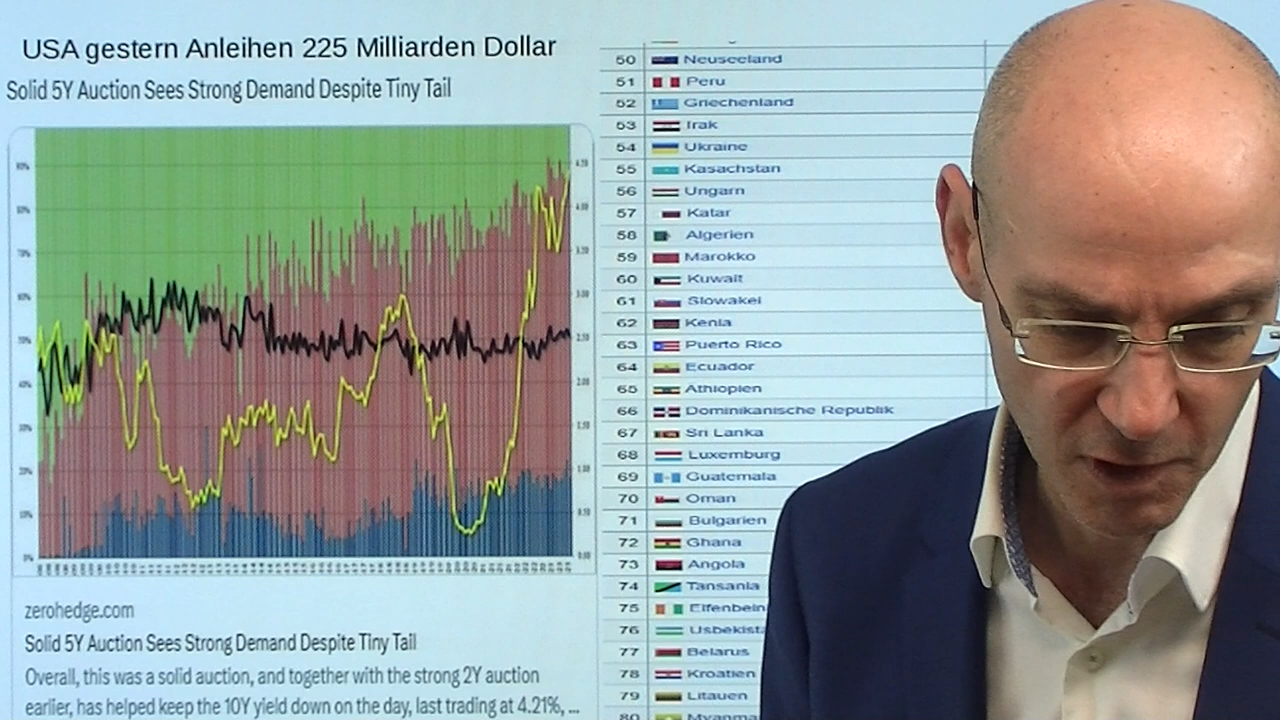 USA gestern Anleihen 225 Milliarden Dollar
Solid 5Y Auction Sees Strong Demand Despite Tiny Tail
zerohedge.com
Solid 5Y Auction Sees Strong Demand Despite Tiny Tail
Overall, this was a solid auction, and together with the strong 2Y auction
earlier, has helped keep the 10Y yield down on the day, last trading at 4.21%, ...
50 Neuseeland
51 Peru
52 Griechenland
53 Irak
54 Ukraine
55 Kasachstan
56 Ungarn
57 Katar
58 Algerien
59 Marokko
60 Kuwait
61 Slowakei
62 Kenia
63 Puerto Rico
64 Ecuador
65 Äthiopien
66 Dominikanische Republik
67 Sri Lanka
68 Luxemburg
69 Guatemala
70 Oman
71 Bulgarien
72 Ghana
73 Angola
74 Tansania
75 Elfenbein
76 Usbekist
77 Belarus
78 Kroatien
79 Litauen
80 Myanma